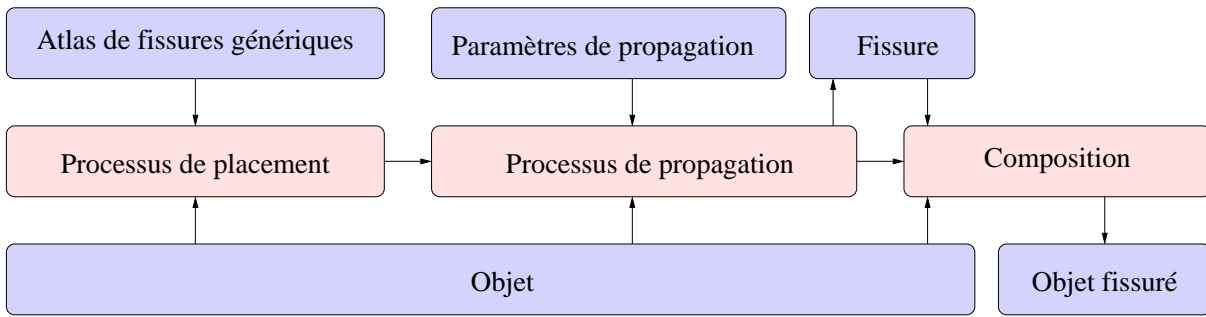 Atlas de fissures génériques
Paramètres de propagation
Fissure
Processus de placement
Processus de propagation
Composition
Objet
Objet fissuré